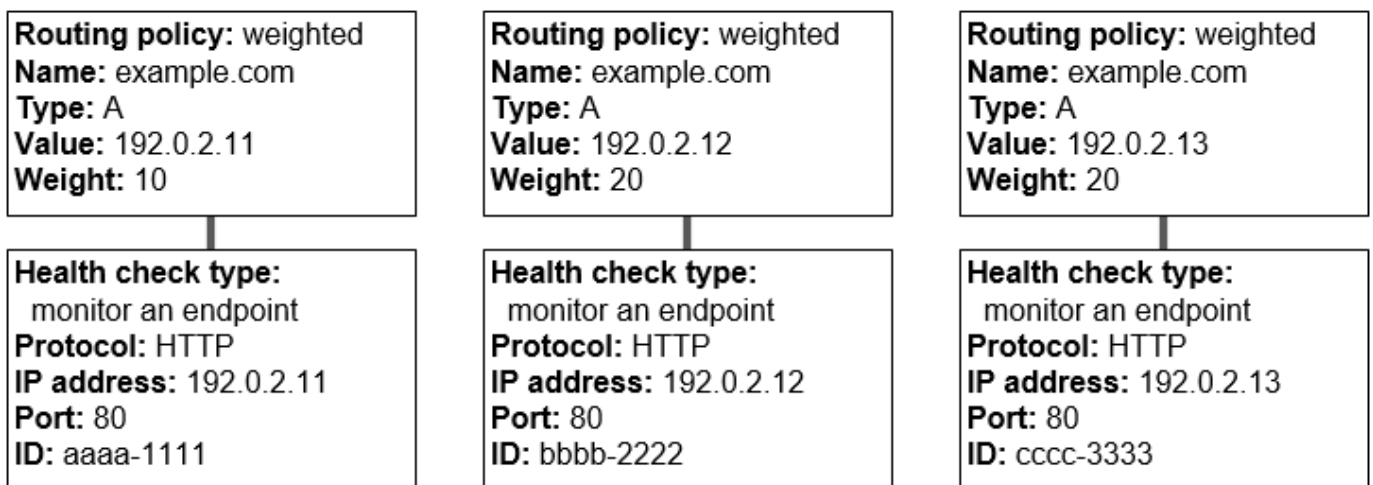 Routing policy: weighted
Name: example.com
Type: A
Value: 192.0.2.11
Weight: 10
Health check type:
monitor an endpoint
Protocol: HTTP
IP address: 192.0.2.11
Port: 80
ID: aaaa-1111
Routing policy: weighted
Name: example.com
Type: A
Value: 192.0.2.12
Weight: 20
Health check type:
monitor an endpoint
Protocol: HTTP
IP address: 192.0.2.12
Port: 80
ID: bbbb-2222
Routing policy: weighted
Name: example.com
Type: A
Value: 192.0.2.13
Weight: 20
Health check type:
monitor an endpoint
Protocol: HTTP
IP address: 192.0.2.13
Port: 80
ID: cccc-3333